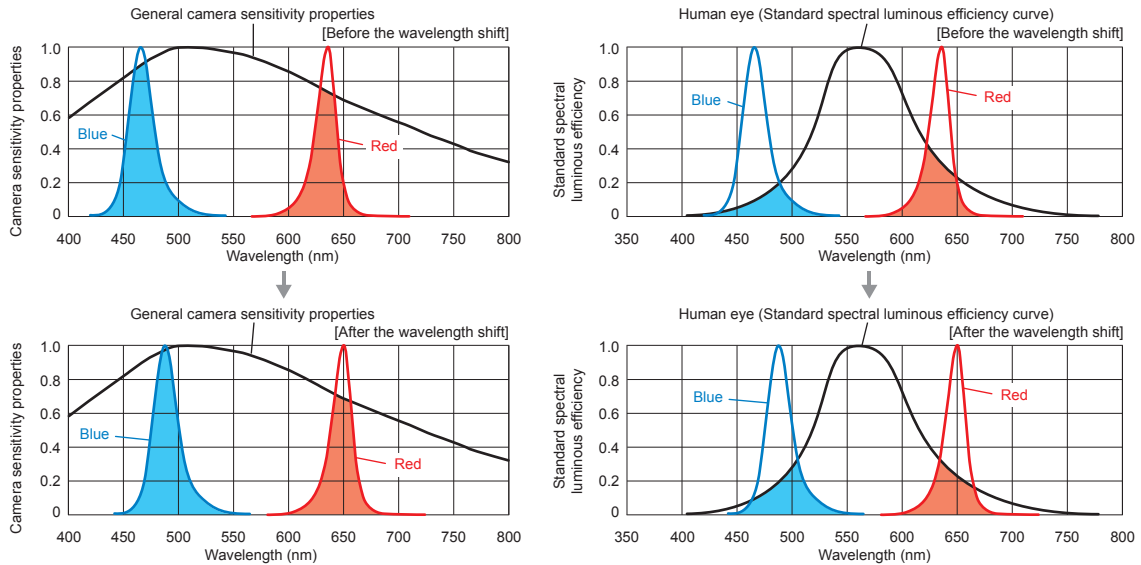 General camera sensitivity properties
[Before the wavelength shift]
Camera sensitivity properties
1.0
0.8
0.6
0.4
0.2
0
Blue
Red
400 450 500 550 600 650 700 750 800
Wavelength (nm)
Human eye (Standard spectral luminous efficiency curve)
[Before the wavelength shift]
Standard spectral
luminous efficiency
1.0
0.8
0.6
0.4
0.2
0
Blue
Red
350 400 450 500 550 600 650 700 750 800
Wavelength (nm)
General camera sensitivity properties
[After the wavelength shift]
Camera sensitivity properties
1.0
0.8
0.6
0.4
0.2
0
Blue
Red
400 450 500 550 600 650 700 750 800
Wavelength (nm)
Human eye (Standard spectral luminous efficiency curve)
[After the wavelength shift]
Standard spectral
luminous efficiency
1.0
0.8
0.6
0.4
0.2
0
Blue
Red
350 400 450 500 550 600 650 700 750 800
Wavelength (nm)